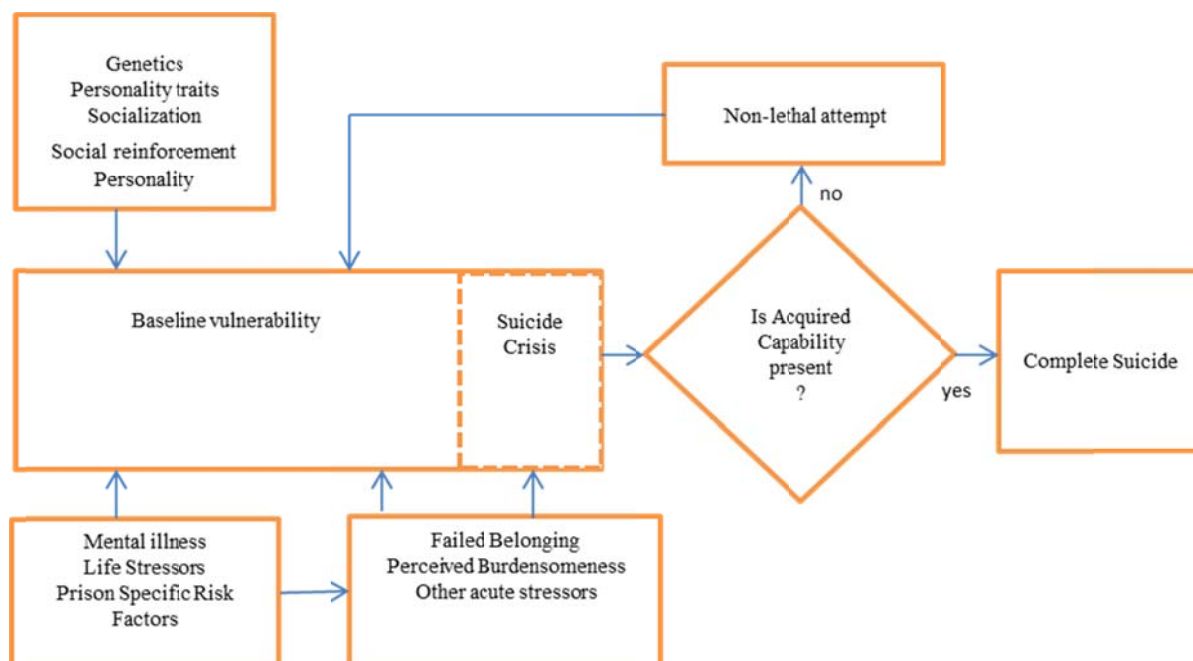 Genetics
Personality traits
Socialization
Social reinforcement
Personality
Non-lethal attempt
no
Baseline vulnerability
Suicide
Crisis
Is Acquired
Capability
present
?
yes
Complete Suicide
Mental illness
Life Stressors
Prison Specific Risk
Factors
Failed Belonging
Perceived Burdensomeness
Other acute stressors